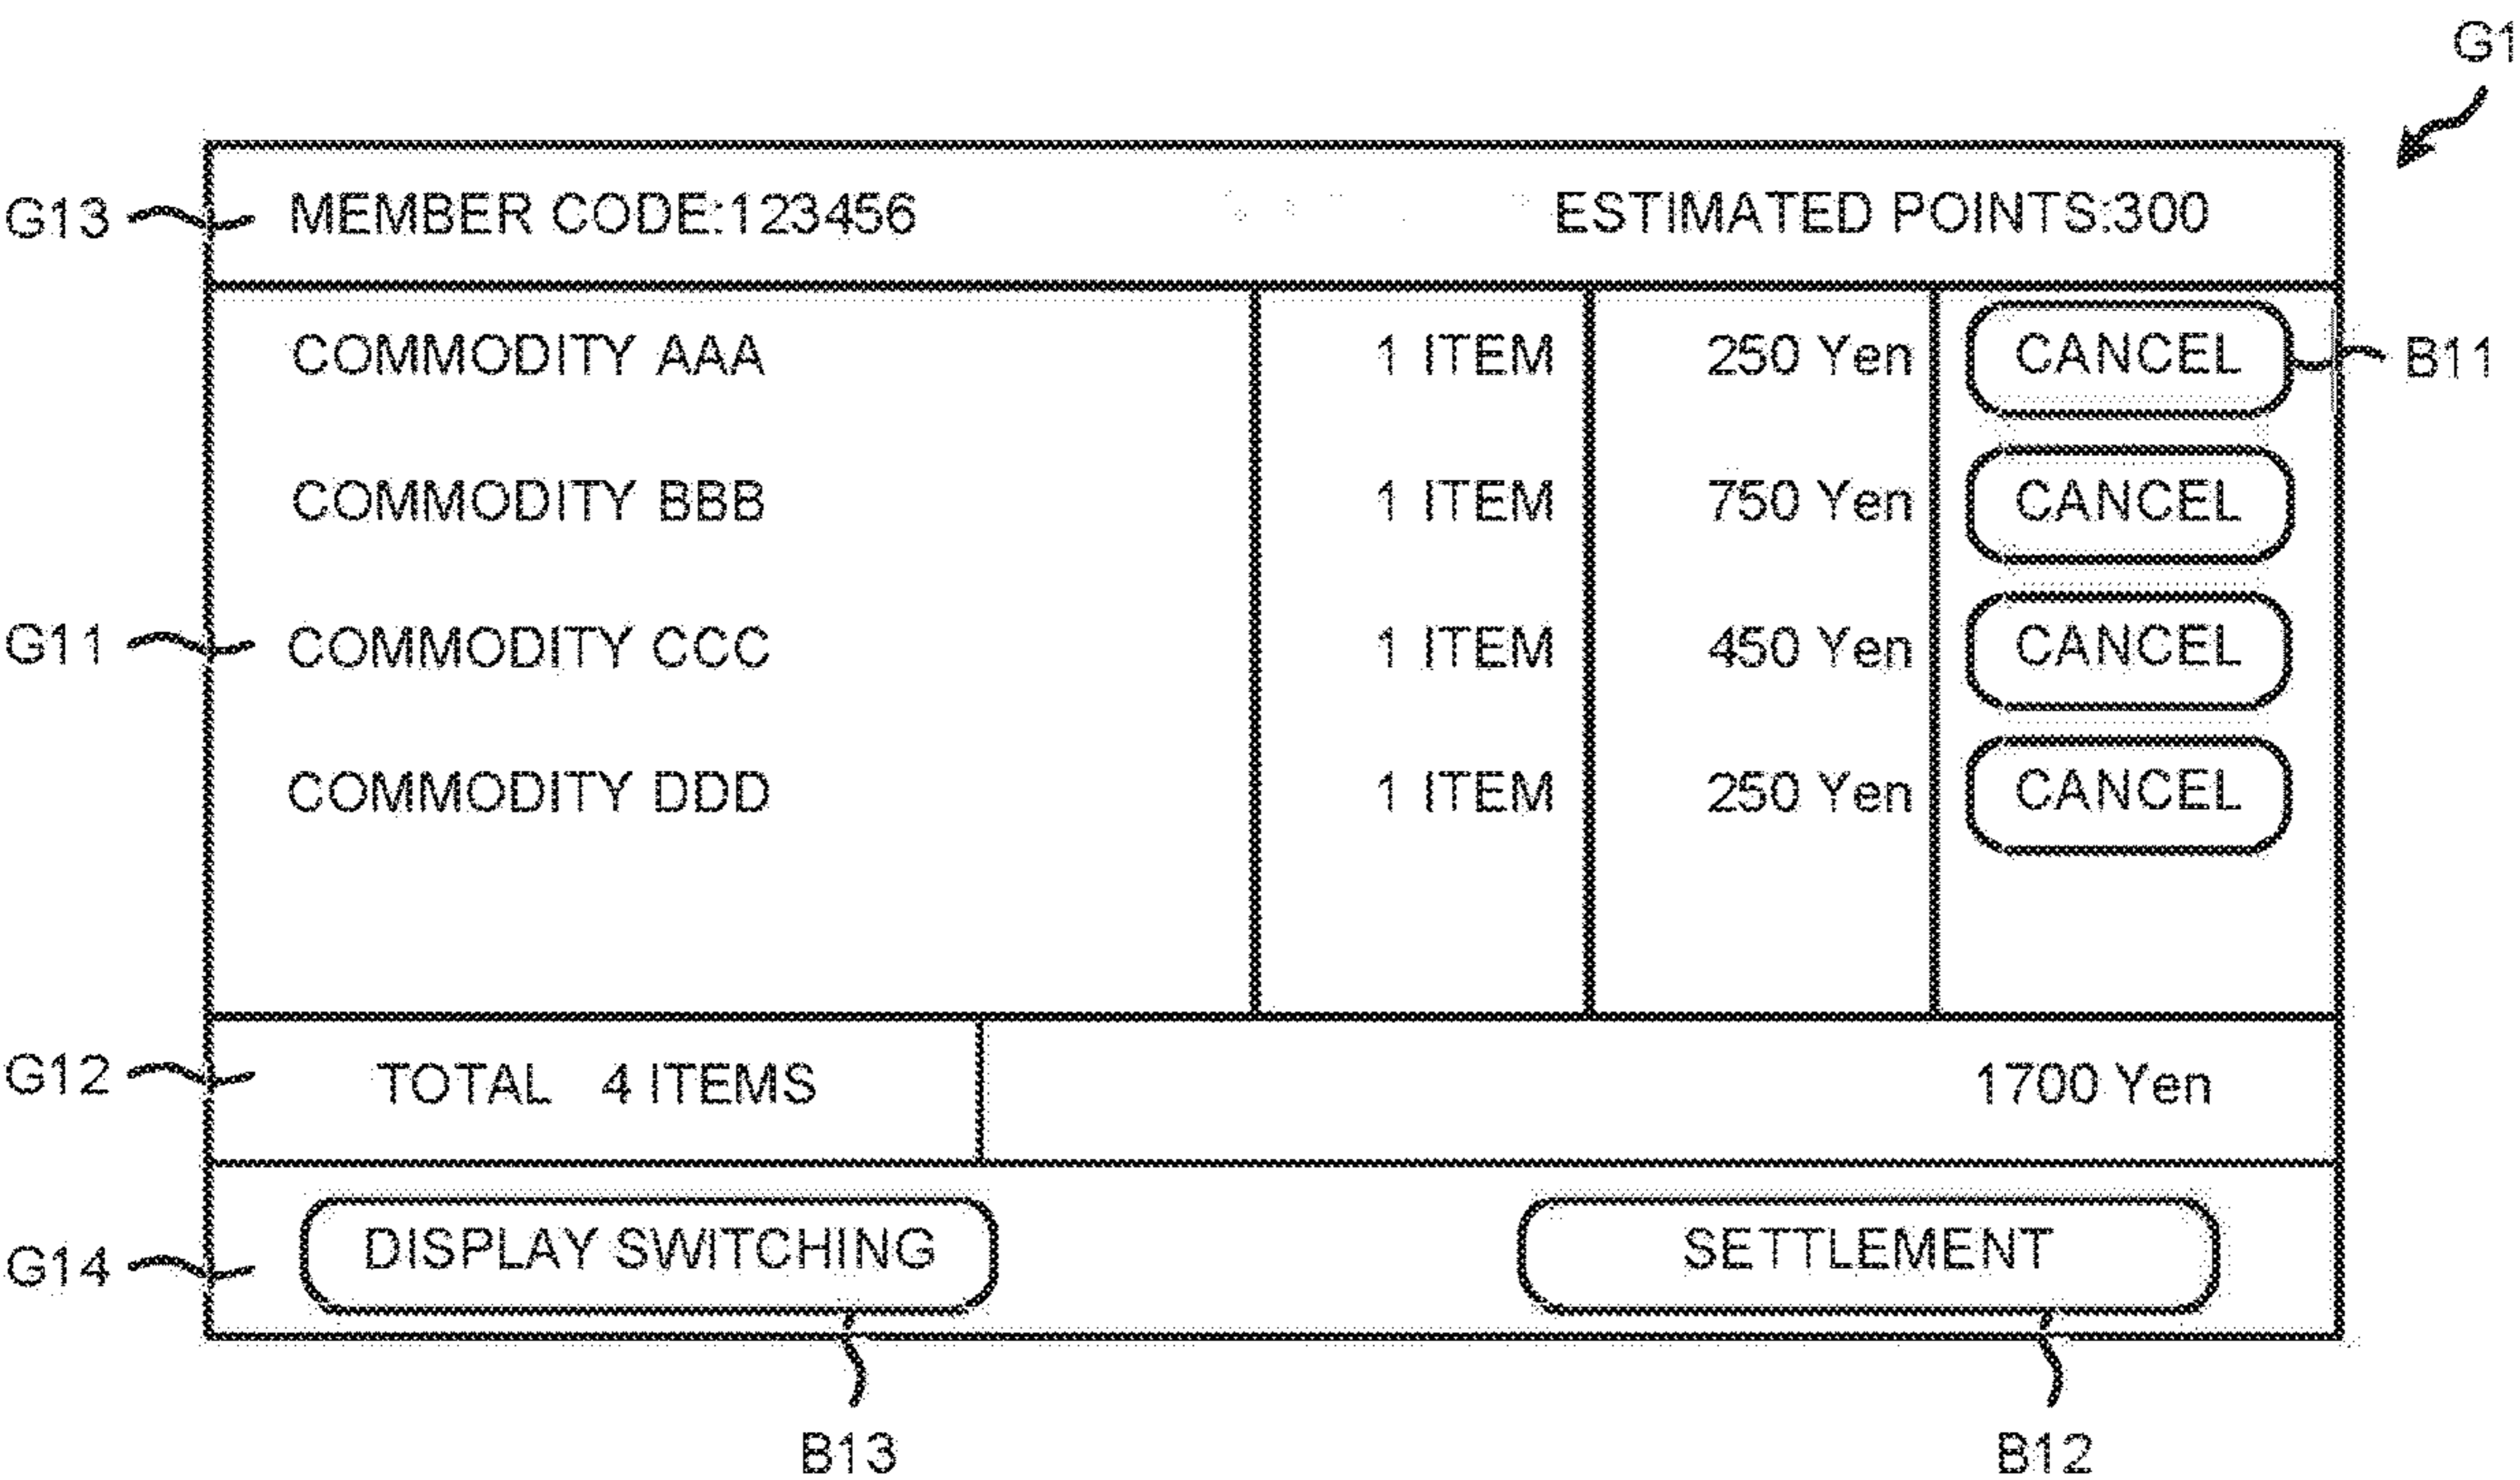 G1
G13 MEMBER CODE:123456 ESTIMATED POINTS:300
COMMODITY AAA 1 ITEM 250 Yen CANCEL B11
COMMODITY BBB 1 ITEM 750 Yen CANCEL
G11 COMMODITY CCC 1 ITEM 450 Yen CANCEL
COMMODITY DDD 1 ITEM 250 Yen CANCEL
G12 TOTAL 4 ITEMS 1700 Yen
G14 DISPLAY SWITCHING SETTLEMENT
B13 B12